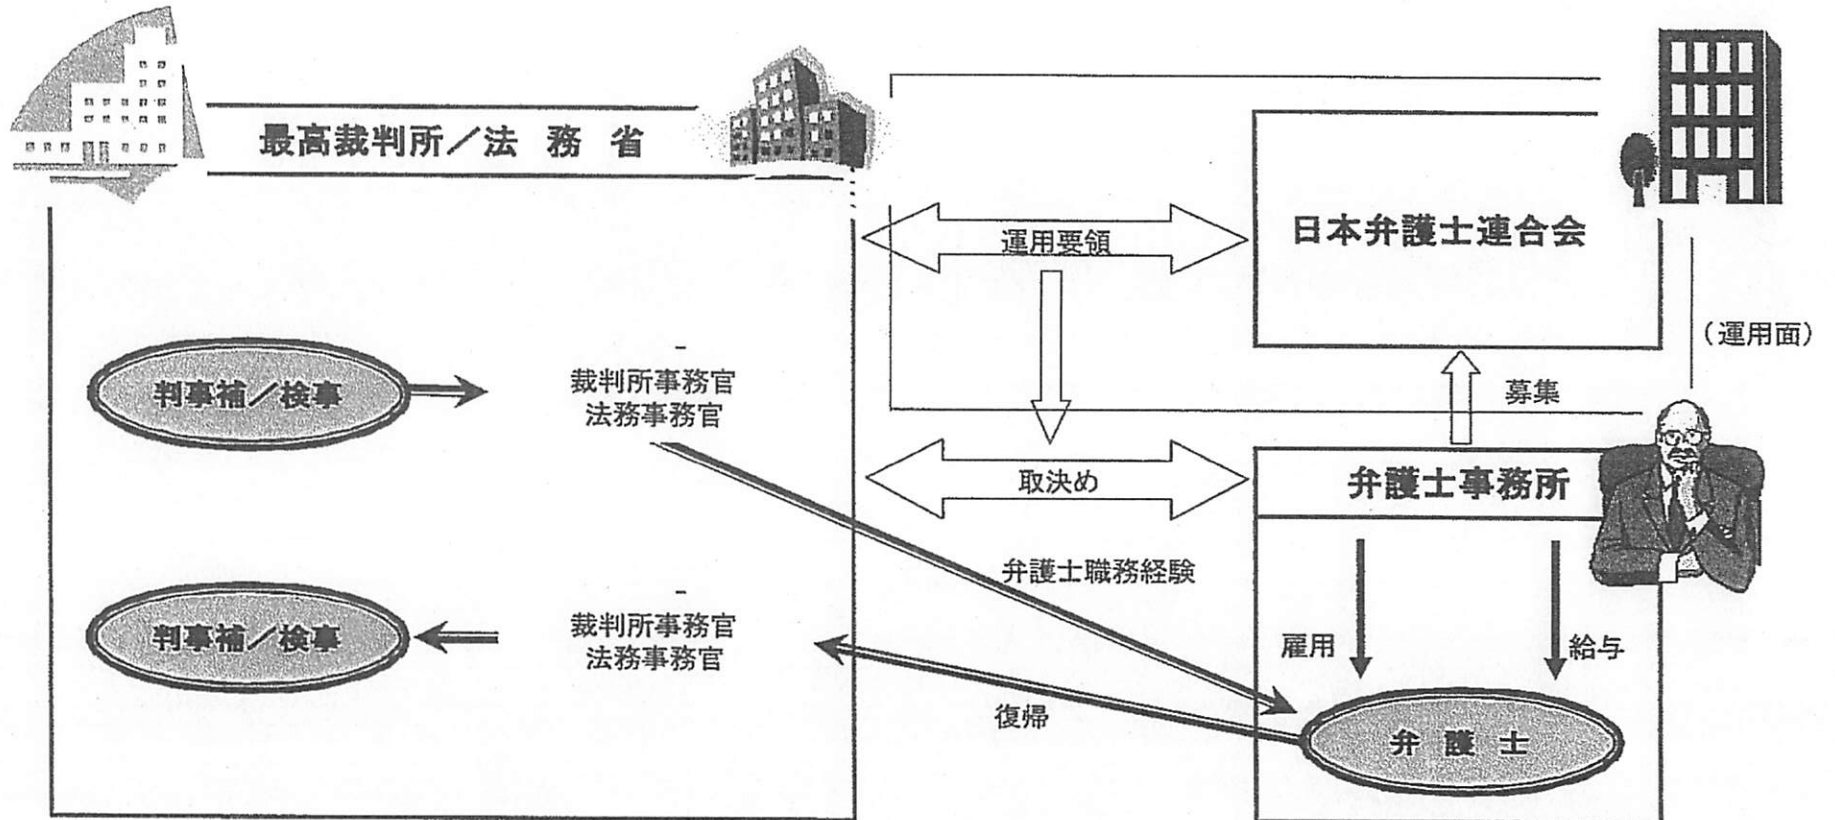 最高裁判所／法 務 省
運用要領
日本弁護士連合会
（運用面）
判事補／検事
裁判所事務官
法務事務官
募集
取決め
弁護士事務所
弁護士職務経験
判事補／検事
裁判所事務官
法務事務官
雇用
給与
復帰
弁 護 士